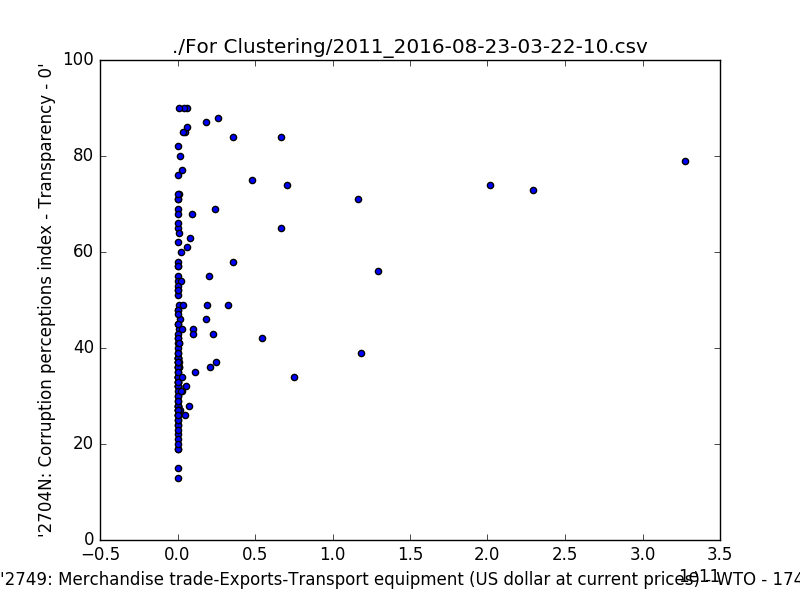 ./For Clustering/2011_2016-08-23-03-22-10.csv
100
80
60
40
20
0
'2704N: Corruption perceptions index - Transparency - 0'
−0.5 0.0 0.5 1.0 1.5 2.0 2.5 3.0 3.5
1e11
'2749: Merchandise trade-Exports-Transport equipment (US dollar at current prices) - WTO - 174